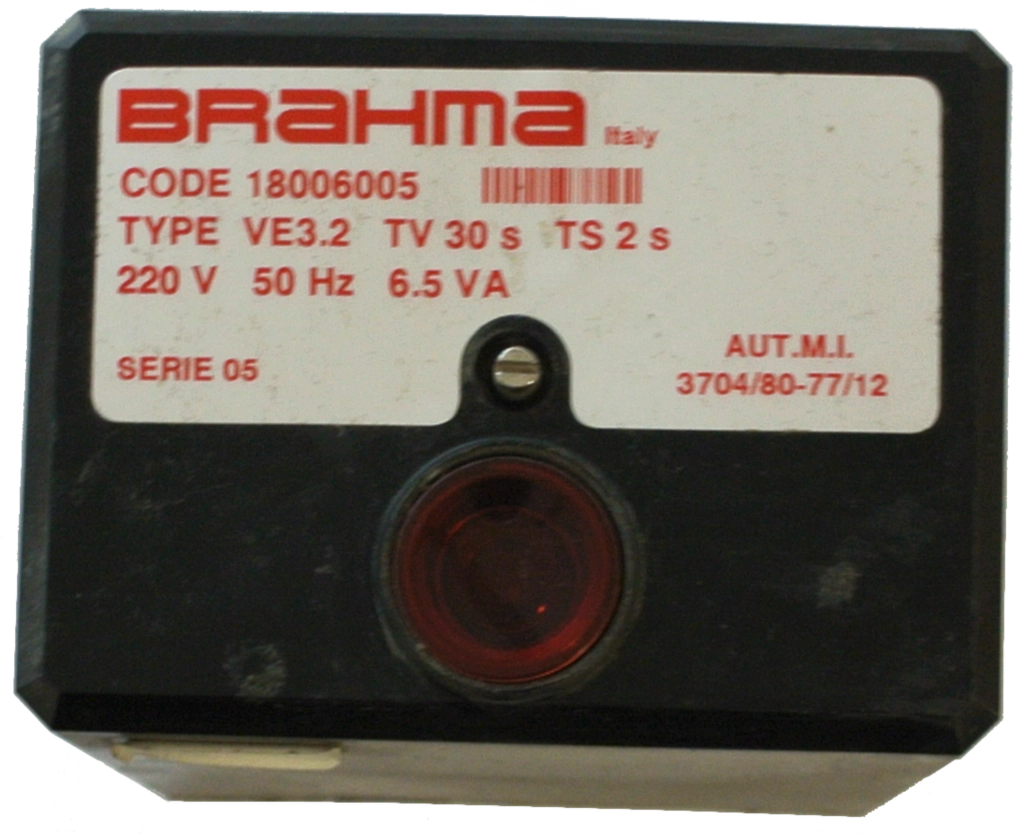 BRAHMA Italy
CODE 18006005
TYPE VE3.2 TV 30 s TS 2 s
220 V 50 Hz 6.5 VA
SERIE 05
AUT.M.I.
3704/80-77/12